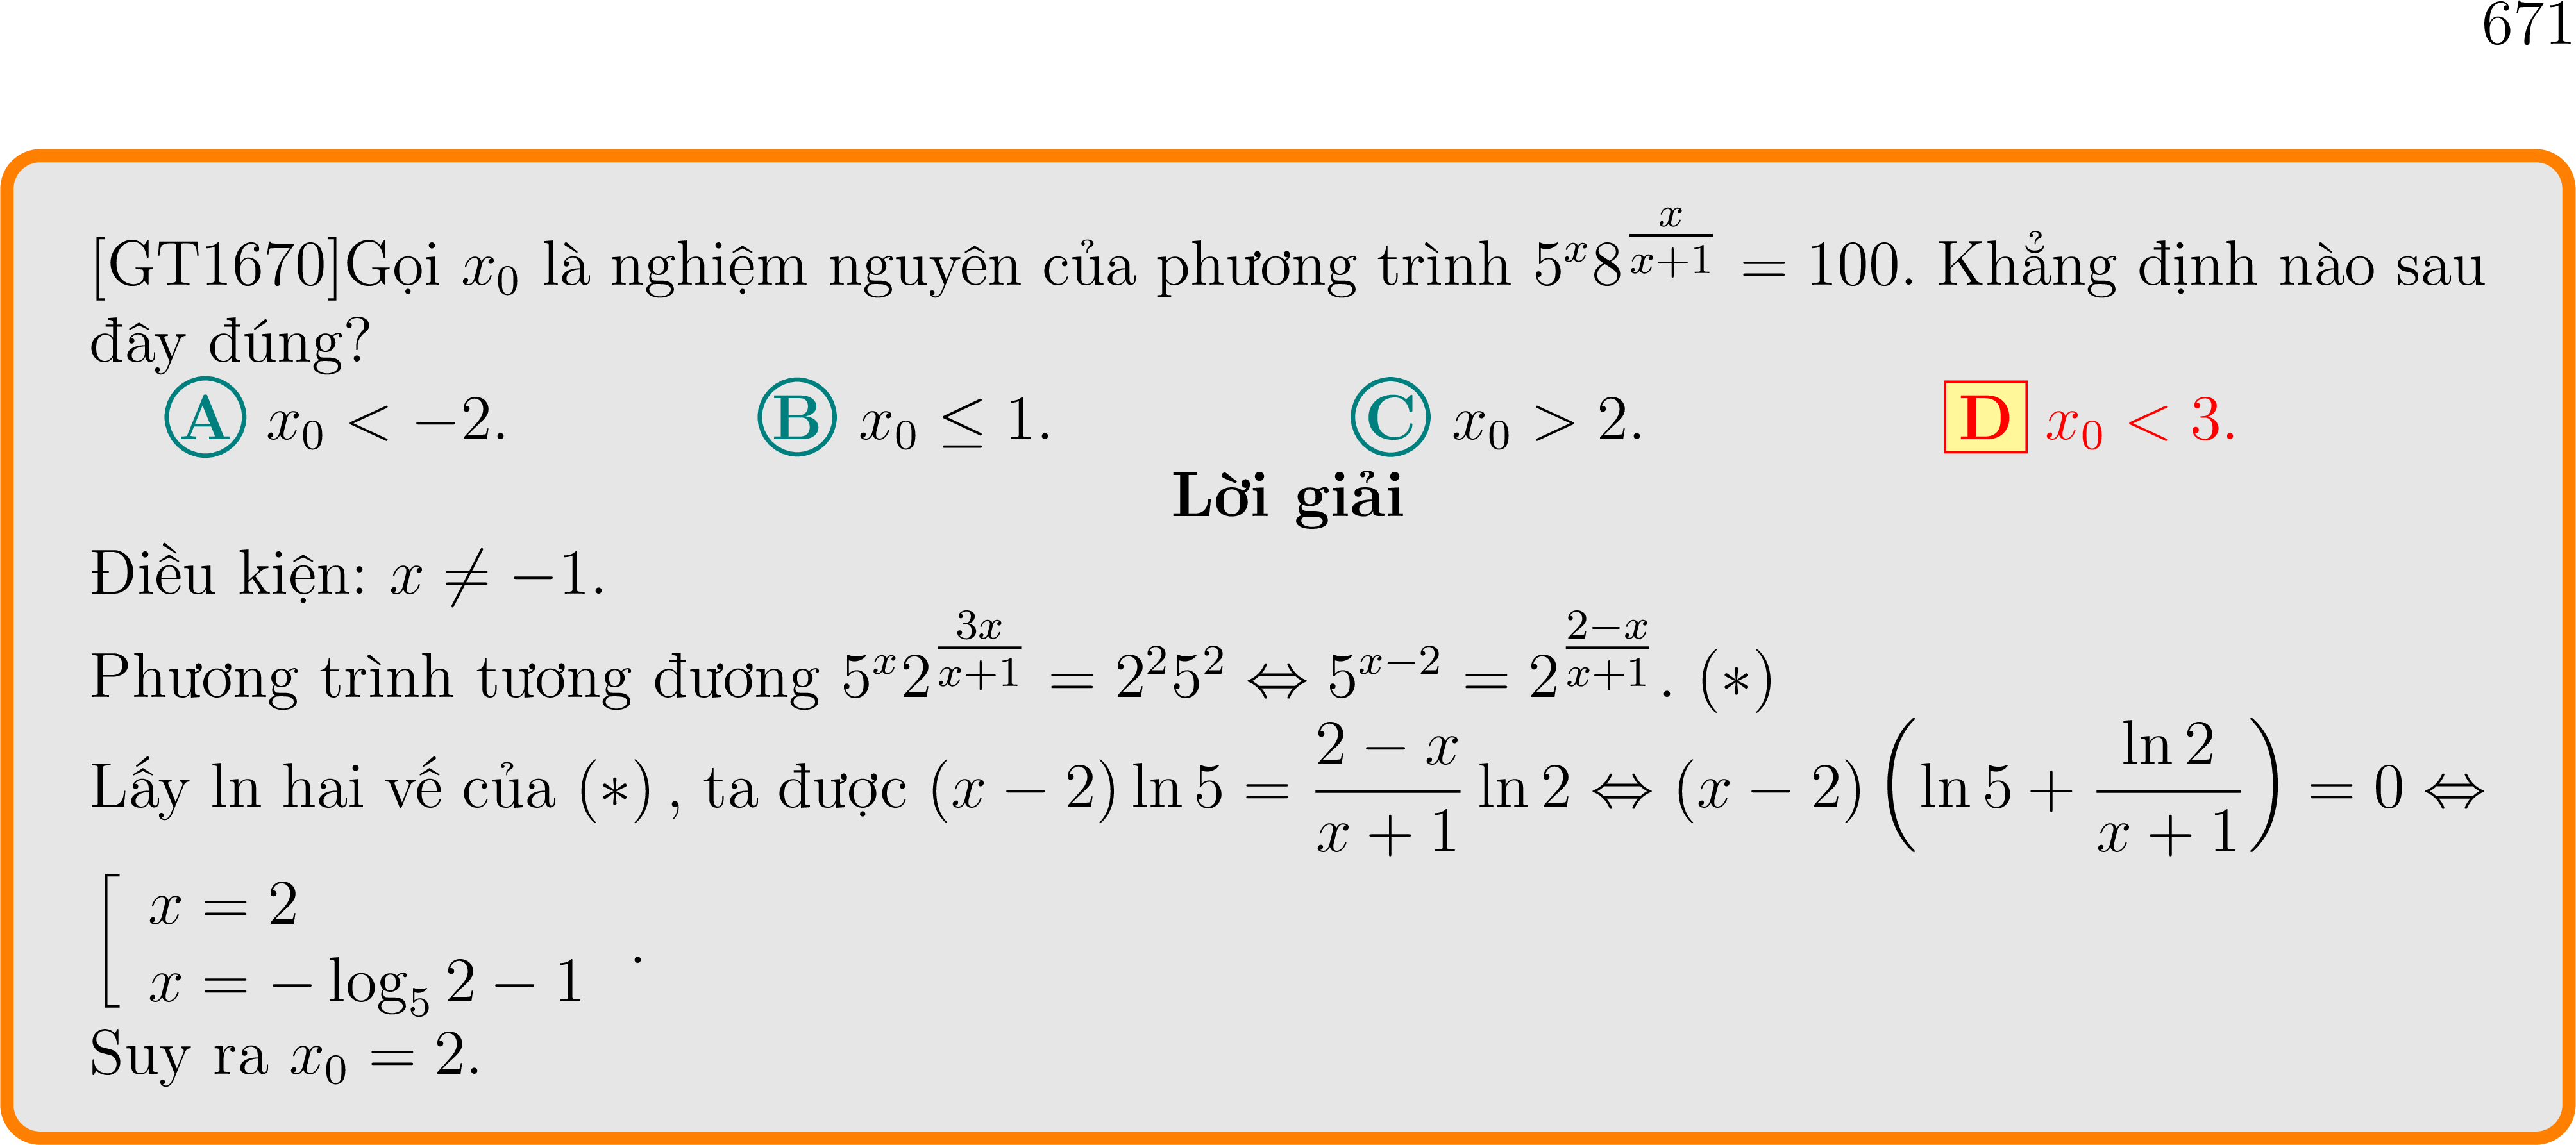 671
[GT1670]Gọi $x_0$ là nghiệm nguyên của phương trình $5^x 8^{\frac{x}{x+1}} = 100$. Khẳng định nào sau
đây đúng?
A $x_0 < -2$. B $x_0 \leq 1$. C $x_0 > 2$. D $x_0 < 3$.
Lời giải
Điều kiện: $x \neq -1$.
Phương trình tương đương $5^x 2^{\frac{3x}{x+1}} = 2^2 5^2 \Leftrightarrow 5^{x-2} = 2^{\frac{2-x}{x+1}}$. $(*)$
Lấy ln hai vế của $(*)$, ta được $(x-2)\ln 5 = \frac{2-x}{x+1}\ln 2 \Leftrightarrow (x-2)\left(\ln 5 + \frac{\ln 2}{x+1}\right) = 0 \Leftrightarrow$
$\left[\begin{array}{l} x = 2 \\ x = -\log_5 2 - 1 \end{array}\right.$.
Suy ra $x_0 = 2$.